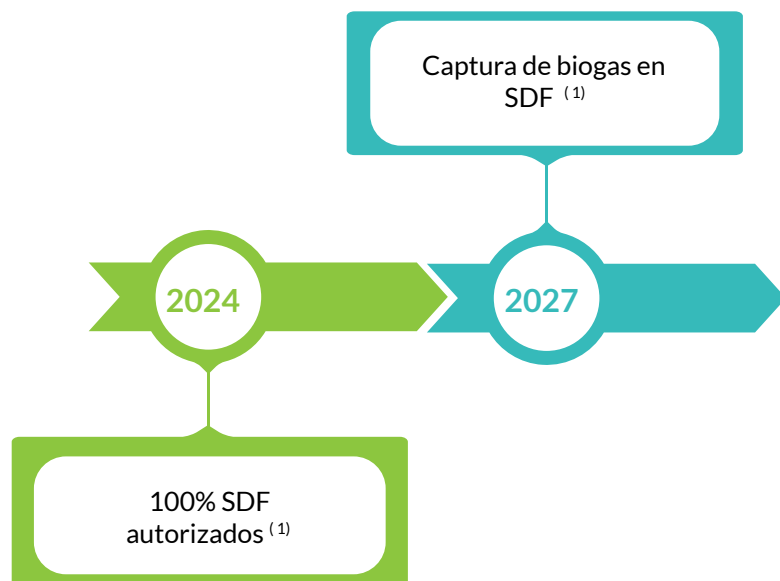 Captura de biogas en
SDF (1)
2024
2027
100% SDF
autorizados (1)